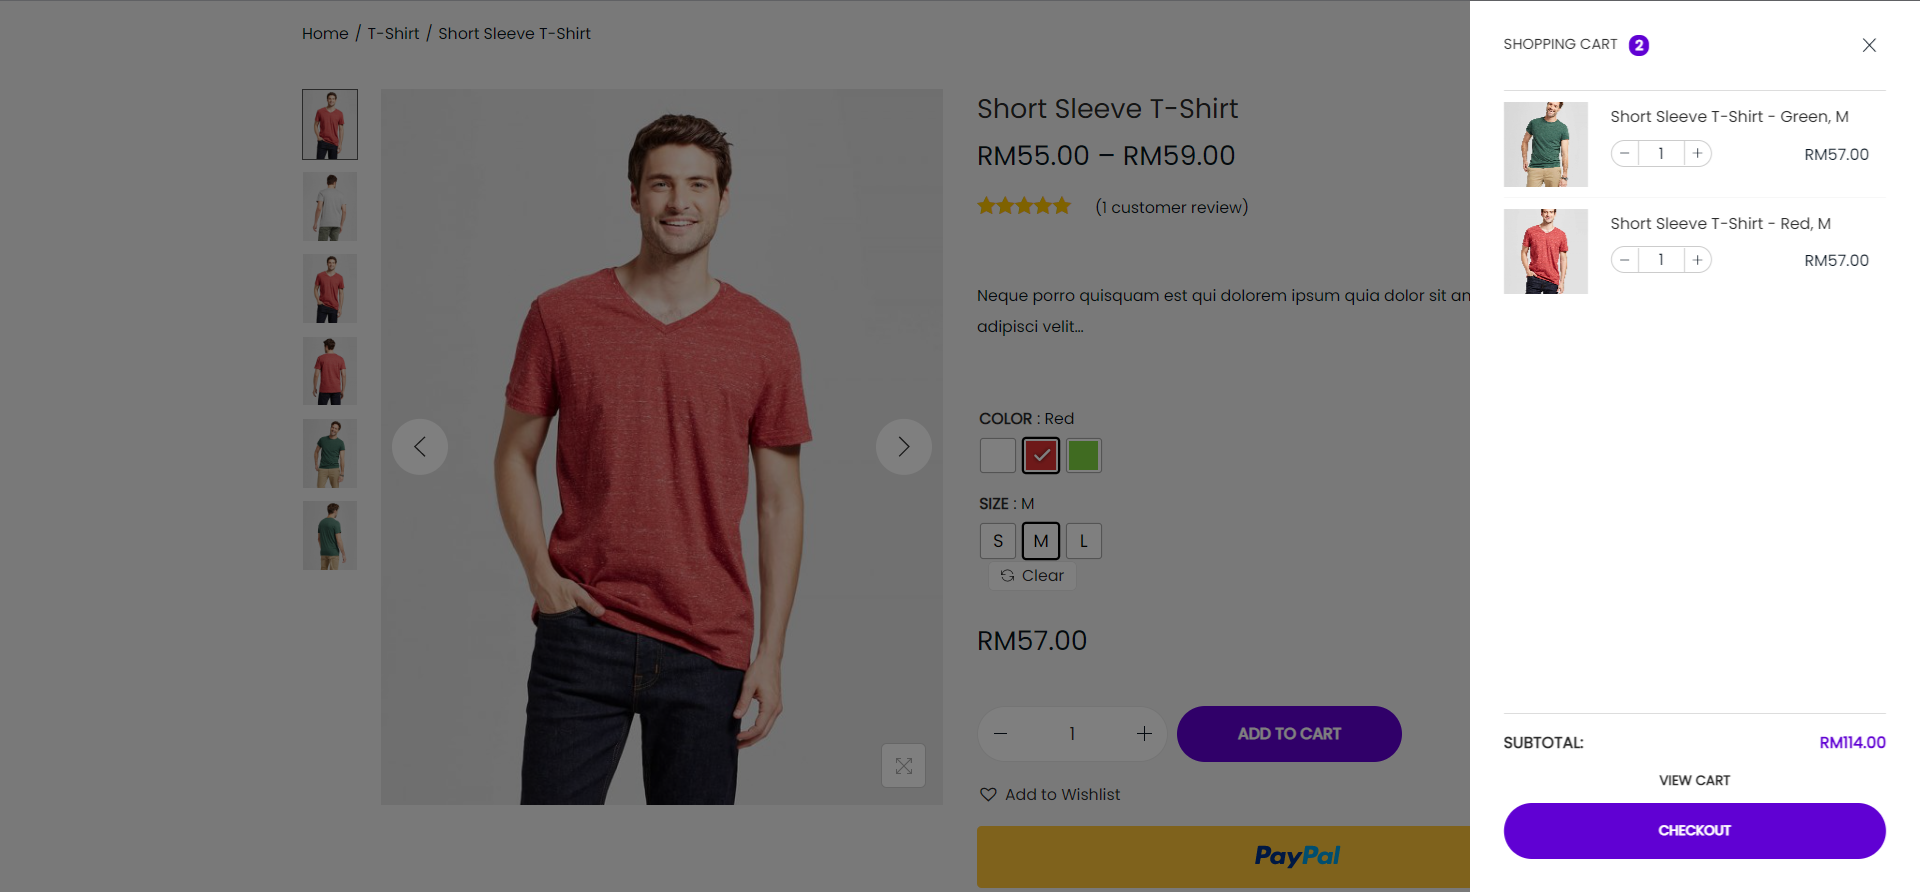 Home / T-Shirt / Short Sleeve T-Shirt
Short Sleeve T-Shirt
RM55.00 – RM59.00
(1 customer review)
Neque porro quisquam est qui dolorem ipsum quia dolor sit
adipisci velit...
COLOR : Red
SIZE : M
S M L
Clear
RM57.00
− 1 + ADD TO CART
Add to Wishlist
PayPal
SHOPPING CART 2
Short Sleeve T-Shirt - Green, M
− 1 + RM57.00
Short Sleeve T-Shirt - Red, M
− 1 + RM57.00
SUBTOTAL: RM114.00
VIEW CART
CHECKOUT